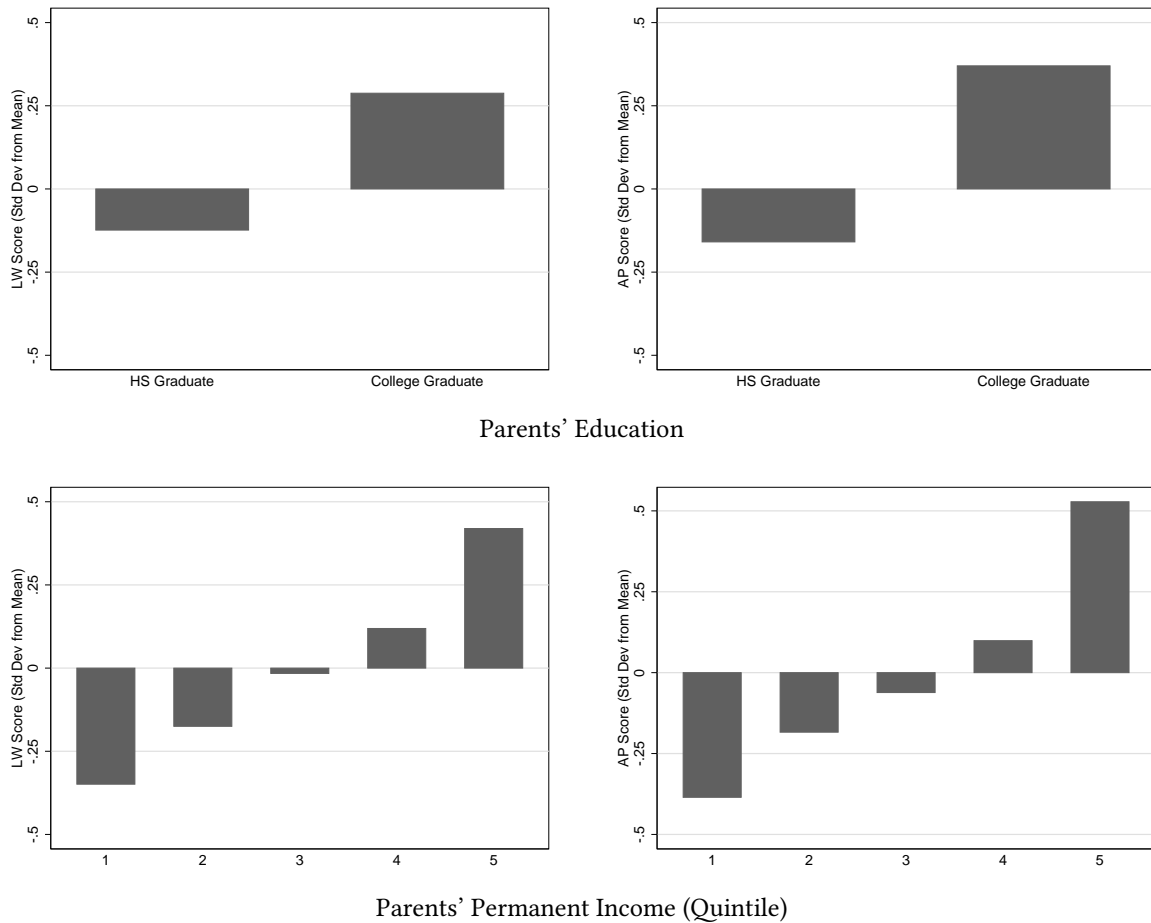 LW Score (Std Dev from Mean)
.5
.25
0
-.25
-.5
HS Graduate College Graduate
AP Score (Std Dev from Mean)
.5
.25
0
-.25
-.5
HS Graduate College Graduate
Parents’ Education
LW Score (Std Dev from Mean)
.5
.25
0
-.25
-.5
1 2 3 4 5
AP Score (Std Dev from Mean)
.5
.25
0
-.25
-.5
1 2 3 4 5
Parents’ Permanent Income (Quintile)